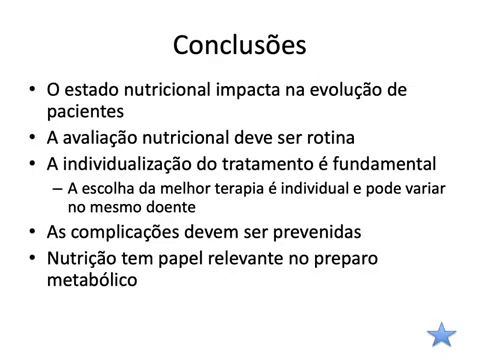 Conclusões
• O estado nutricional impacta na evolução de
pacientes
• A avaliação nutricional deve ser rotina
• A individualização do tratamento é fundamental
– A escolha da melhor terapia é individual e pode variar
no mesmo doente
• As complicações devem ser prevenidas
• Nutrição tem papel relevante no preparo
metabólico